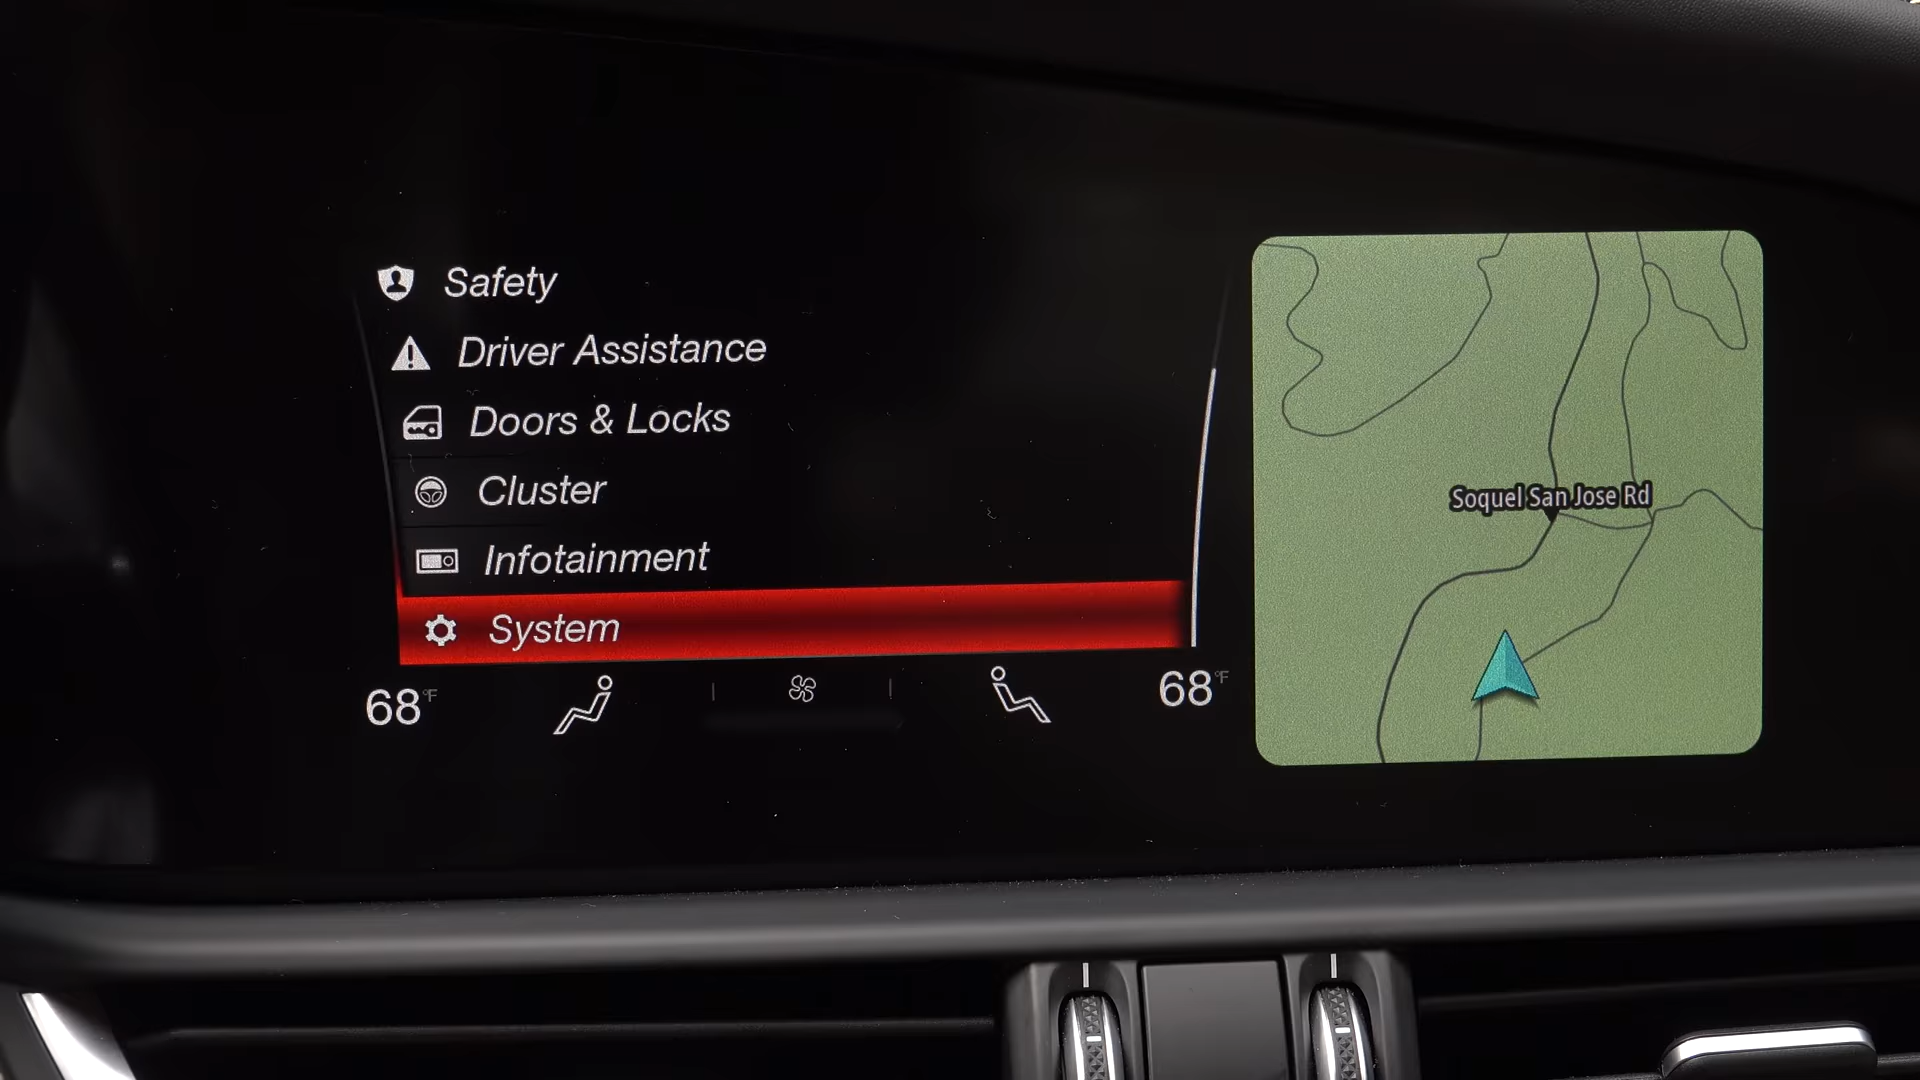 Safety
Driver Assistance
Doors & Locks
Cluster
Infotainment
System
68°F
68°F
Soquel San Jose Rd